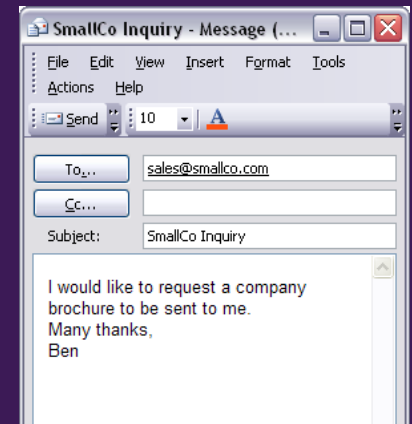 SmallCo Inquiry - Message (...
File Edit View Insert Format Tools
Actions Help
Send 10 A
To...
sales@smallco.com
Cc...
Subject: SmallCo Inquiry
I would like to request a company
brochure to be sent to me.
Many thanks,
Ben